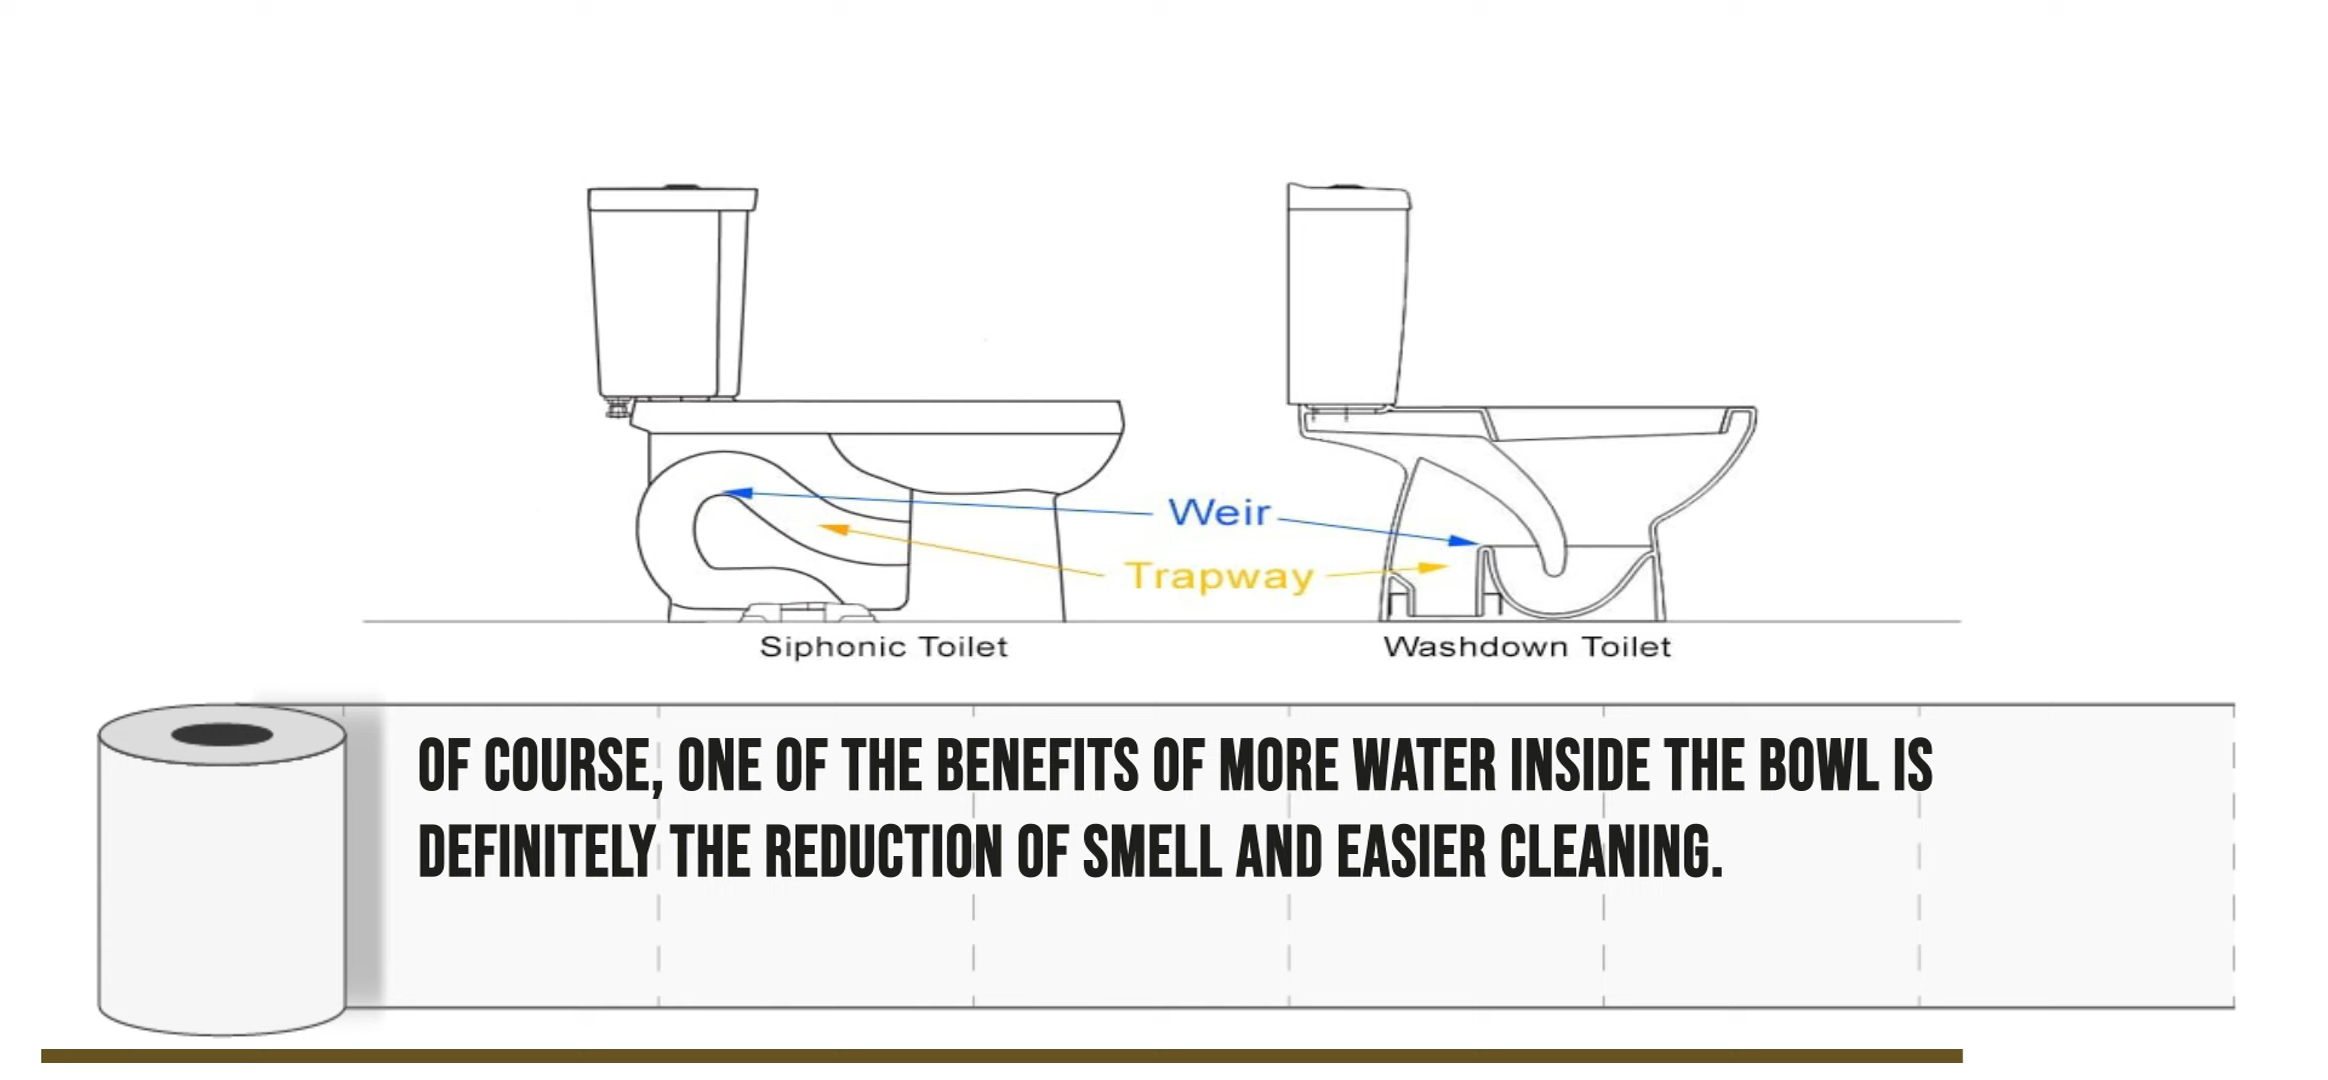 Weir
Trapway
Siphonic Toilet
Washdown Toilet
OF COURSE, ONE OF THE BENEFITS OF MORE WATER INSIDE THE BOWL IS
DEFINITELY THE REDUCTION OF SMELL AND EASIER CLEANING.